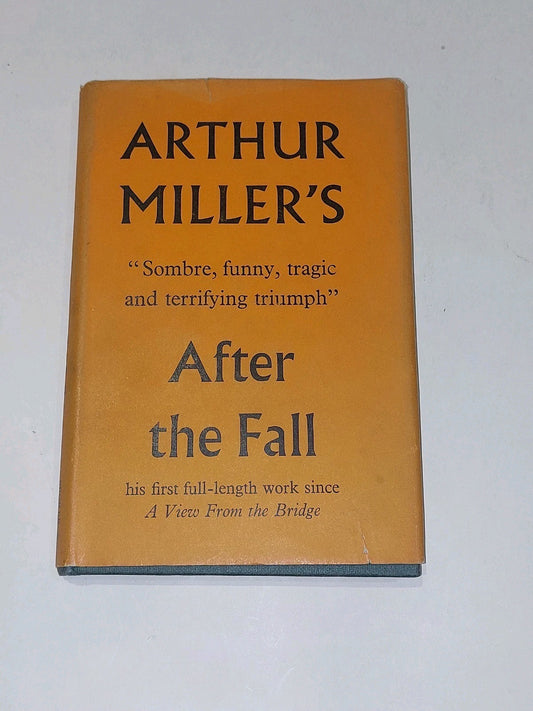 ARTHUR
MILLER'S
“Sombre, funny, tragic
and terrifying triumph”
After
the Fall
his first full-length work since
A View From the Bridge